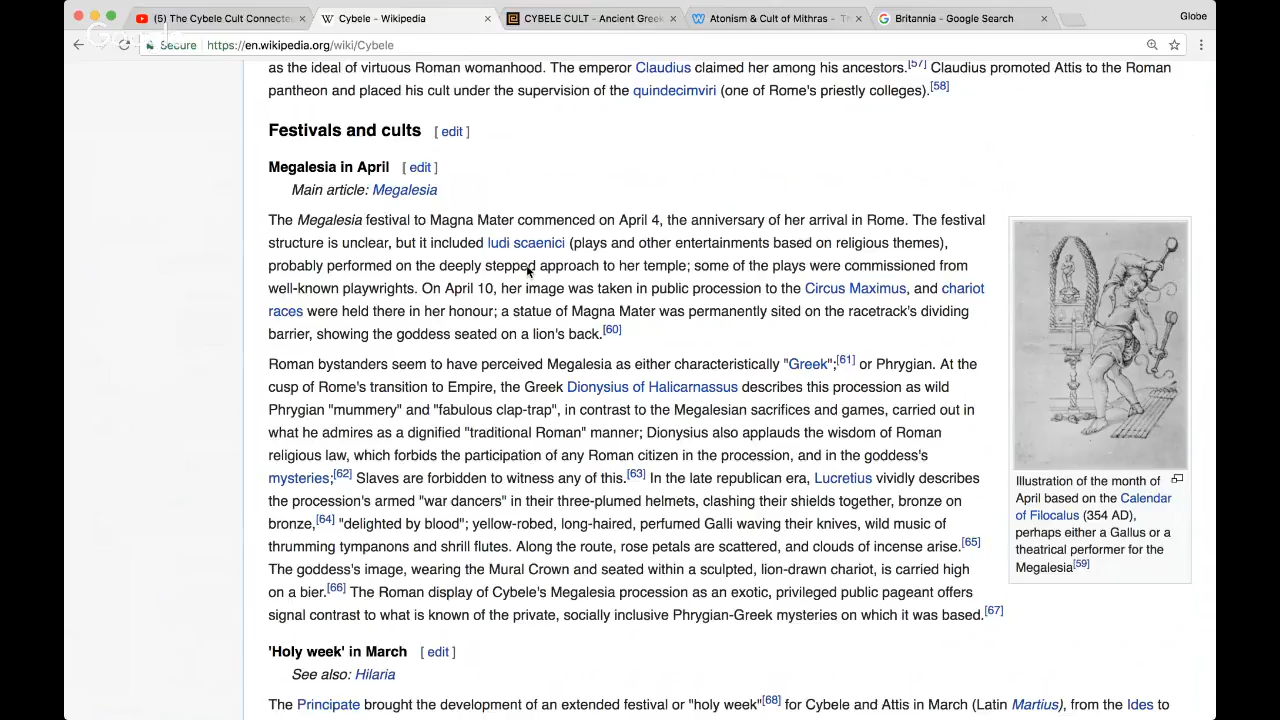 (5) The Cybele Cult Connecte
Cybele - Wikipedia
CYBELE CULT - Ancient Greek
Atonism & Cult of Mithras - Th
Britannia - Google Search
Globe
Secure https://en.wikipedia.org/wiki/Cybele
as the ideal of virtuous Roman womanhood. The emperor Claudius claimed her among his ancestors.[57] Claudius promoted Attis to the Roman
pantheon and placed his cult under the supervision of the quindecimviri (one of Rome's priestly colleges).[58]
Festivals and cults [ edit ]
Megalesia in April [ edit ]
Main article: Megalesia
The Megalesia festival to Magna Mater commenced on April 4, the anniversary of her arrival in Rome. The festival
structure is unclear, but it included ludi scaenici (plays and other entertainments based on religious themes),
probably performed on the deeply stepped approach to her temple; some of the plays were commissioned from
well-known playwrights. On April 10, her image was taken in public procession to the Circus Maximus, and chariot
races were held there in her honour; a statue of Magna Mater was permanently sited on the racetrack's dividing
barrier, showing the goddess seated on a lion's back.[60]
Roman bystanders seem to have perceived Megalesia as either characteristically "Greek";[61] or Phrygian. At the
cusp of Rome's transition to Empire, the Greek Dionysius of Halicarnassus describes this procession as wild
Phrygian "mummery" and "fabulous clap-trap", in contrast to the Megalesian sacrifices and games, carried out in
what he admires as a dignified "traditional Roman" manner; Dionysius also applauds the wisdom of Roman
religious law, which forbids the participation of any Roman citizen in the procession, and in the goddess's
mysteries;[62] Slaves are forbidden to witness any of this.[63] In the late republican era, Lucretius vividly describes
the procession's armed "war dancers" in their three-plumed helmets, clashing their shields together, bronze on
bronze,[64] "delighted by blood"; yellow-robed, long-haired, perfumed Galli waving their knives, wild music of
thrumming tympanons and shrill flutes. Along the route, rose petals are scattered, and clouds of incense arise.[65]
The goddess's image, wearing the Mural Crown and seated within a sculpted, lion-drawn chariot, is carried high
on a bier.[66] The Roman display of Cybele's Megalesia procession as an exotic, privileged public pageant offers
signal contrast to what is known of the private, socially inclusive Phrygian-Greek mysteries on which it was based.[67]
Illustration of the month of
April based on the Calendar
of Filocalus (354 AD),
perhaps either a Gallus or a
theatrical performer for the
Megalesia[59]
'Holy week' in March [ edit ]
See also: Hilaria
The Principate brought the development of an extended festival or "holy week"[68] for Cybele and Attis in March (Latin Martius), from the Ides to